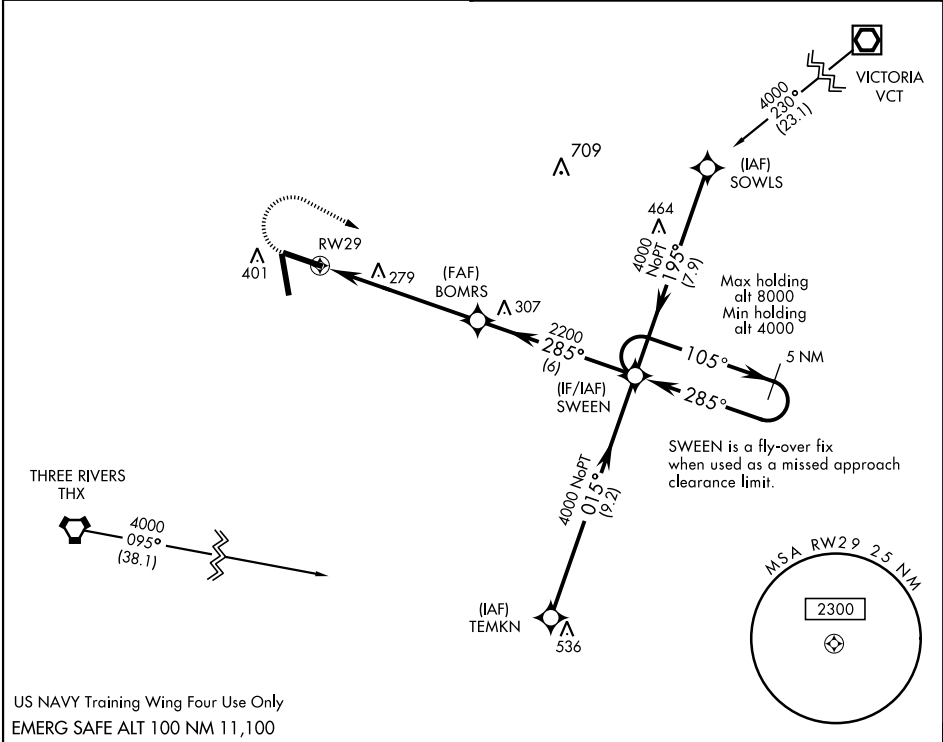 VICTORIA
VCT
4000
230°
(23.1)
709
(IAF)
SOWLS
464
4000
NoPT
195°
(7.9)
RW29
401
279
(FAF)
BOMRS
307
2200
285°
(6)
Max holding
alt 8000
Min holding
alt 4000
105°
5 NM
285°
(IF/IAF)
SWEEN
SWEEN is a fly-over fix
when used as a missed approach
clearance limit.
THREE RIVERS
THX
4000
095°
(38.1)
4000 NoPT
015°
(9.2)
(IAF)
TEMKN
536
MSA RW29 25 NM
2300
US NAVY Training Wing Four Use Only
EMERG SAFE ALT 100 NM 11,100